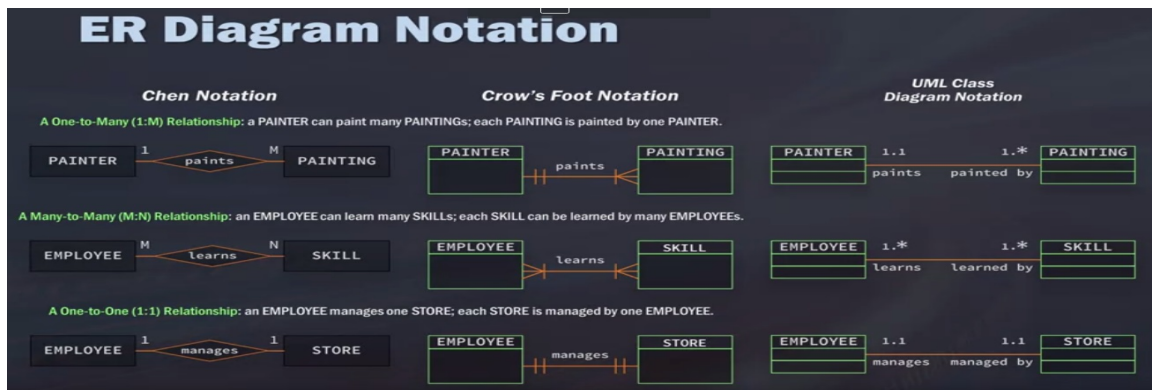 ER Diagram Notation
Chen Notation
Crow's Foot Notation
UML Class
Diagram Notation
A One-to-Many (1:M) Relationship: a PAINTER can paint many PAINTINGs; each PAINTING is painted by one PAINTER.
PAINTER 1 paints M PAINTING
PAINTER paints PAINTING
PAINTER 1.1 1.* PAINTING
paints painted by
A Many-to-Many (M:N) Relationship: an EMPLOYEE can learn many SKILLs; each SKILL can be learned by many EMPLOYEEs.
EMPLOYEE M learns N SKILL
EMPLOYEE learns SKILL
EMPLOYEE 1.* 1.* SKILL
learns learned by
A One-to-One (1:1) Relationship: an EMPLOYEE manages one STORE; each STORE is managed by one EMPLOYEE.
EMPLOYEE 1 manages 1 STORE
EMPLOYEE manages STORE
EMPLOYEE 1.1 1.1 STORE
manages managed by